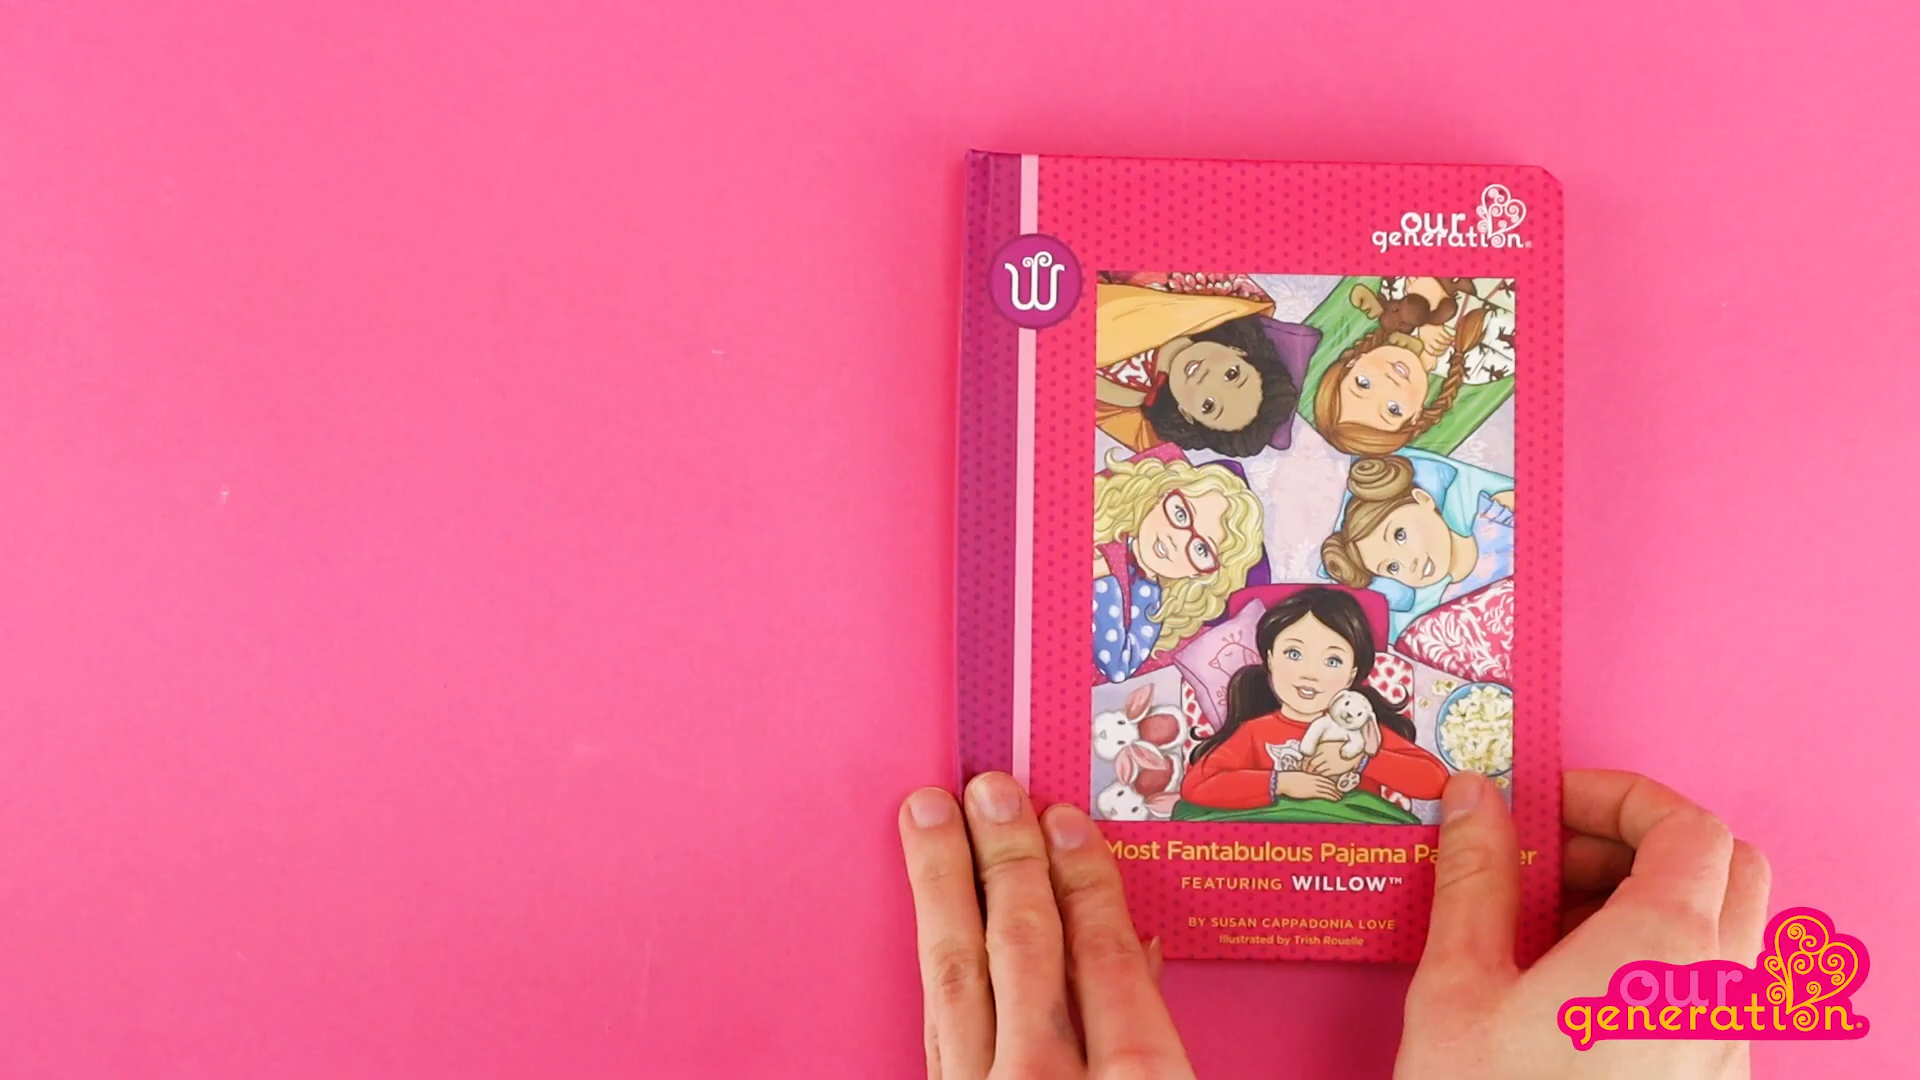 our
generation®
W
Most Fantabulous Pajama Pa er
FEATURING WILLOW™
BY SUSAN CAPPADONIA LOVE
Illustrated by Trish Rouelle
our
generation®